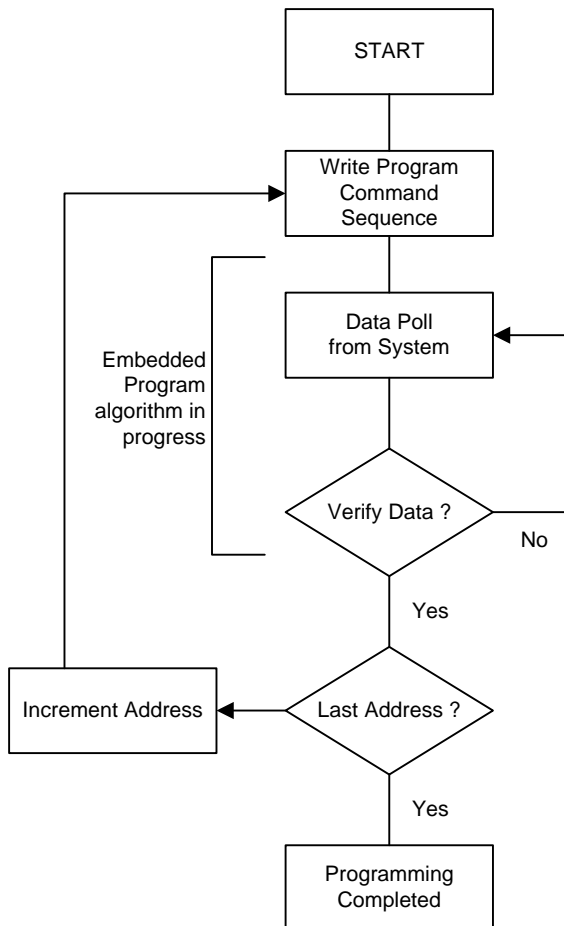 START
Write Program
Command
Sequence
Data Poll
from System
Embedded
Program
algorithm in
progress
Verify Data ?
No
Yes
Increment Address
Last Address ?
Yes
Programming
Completed